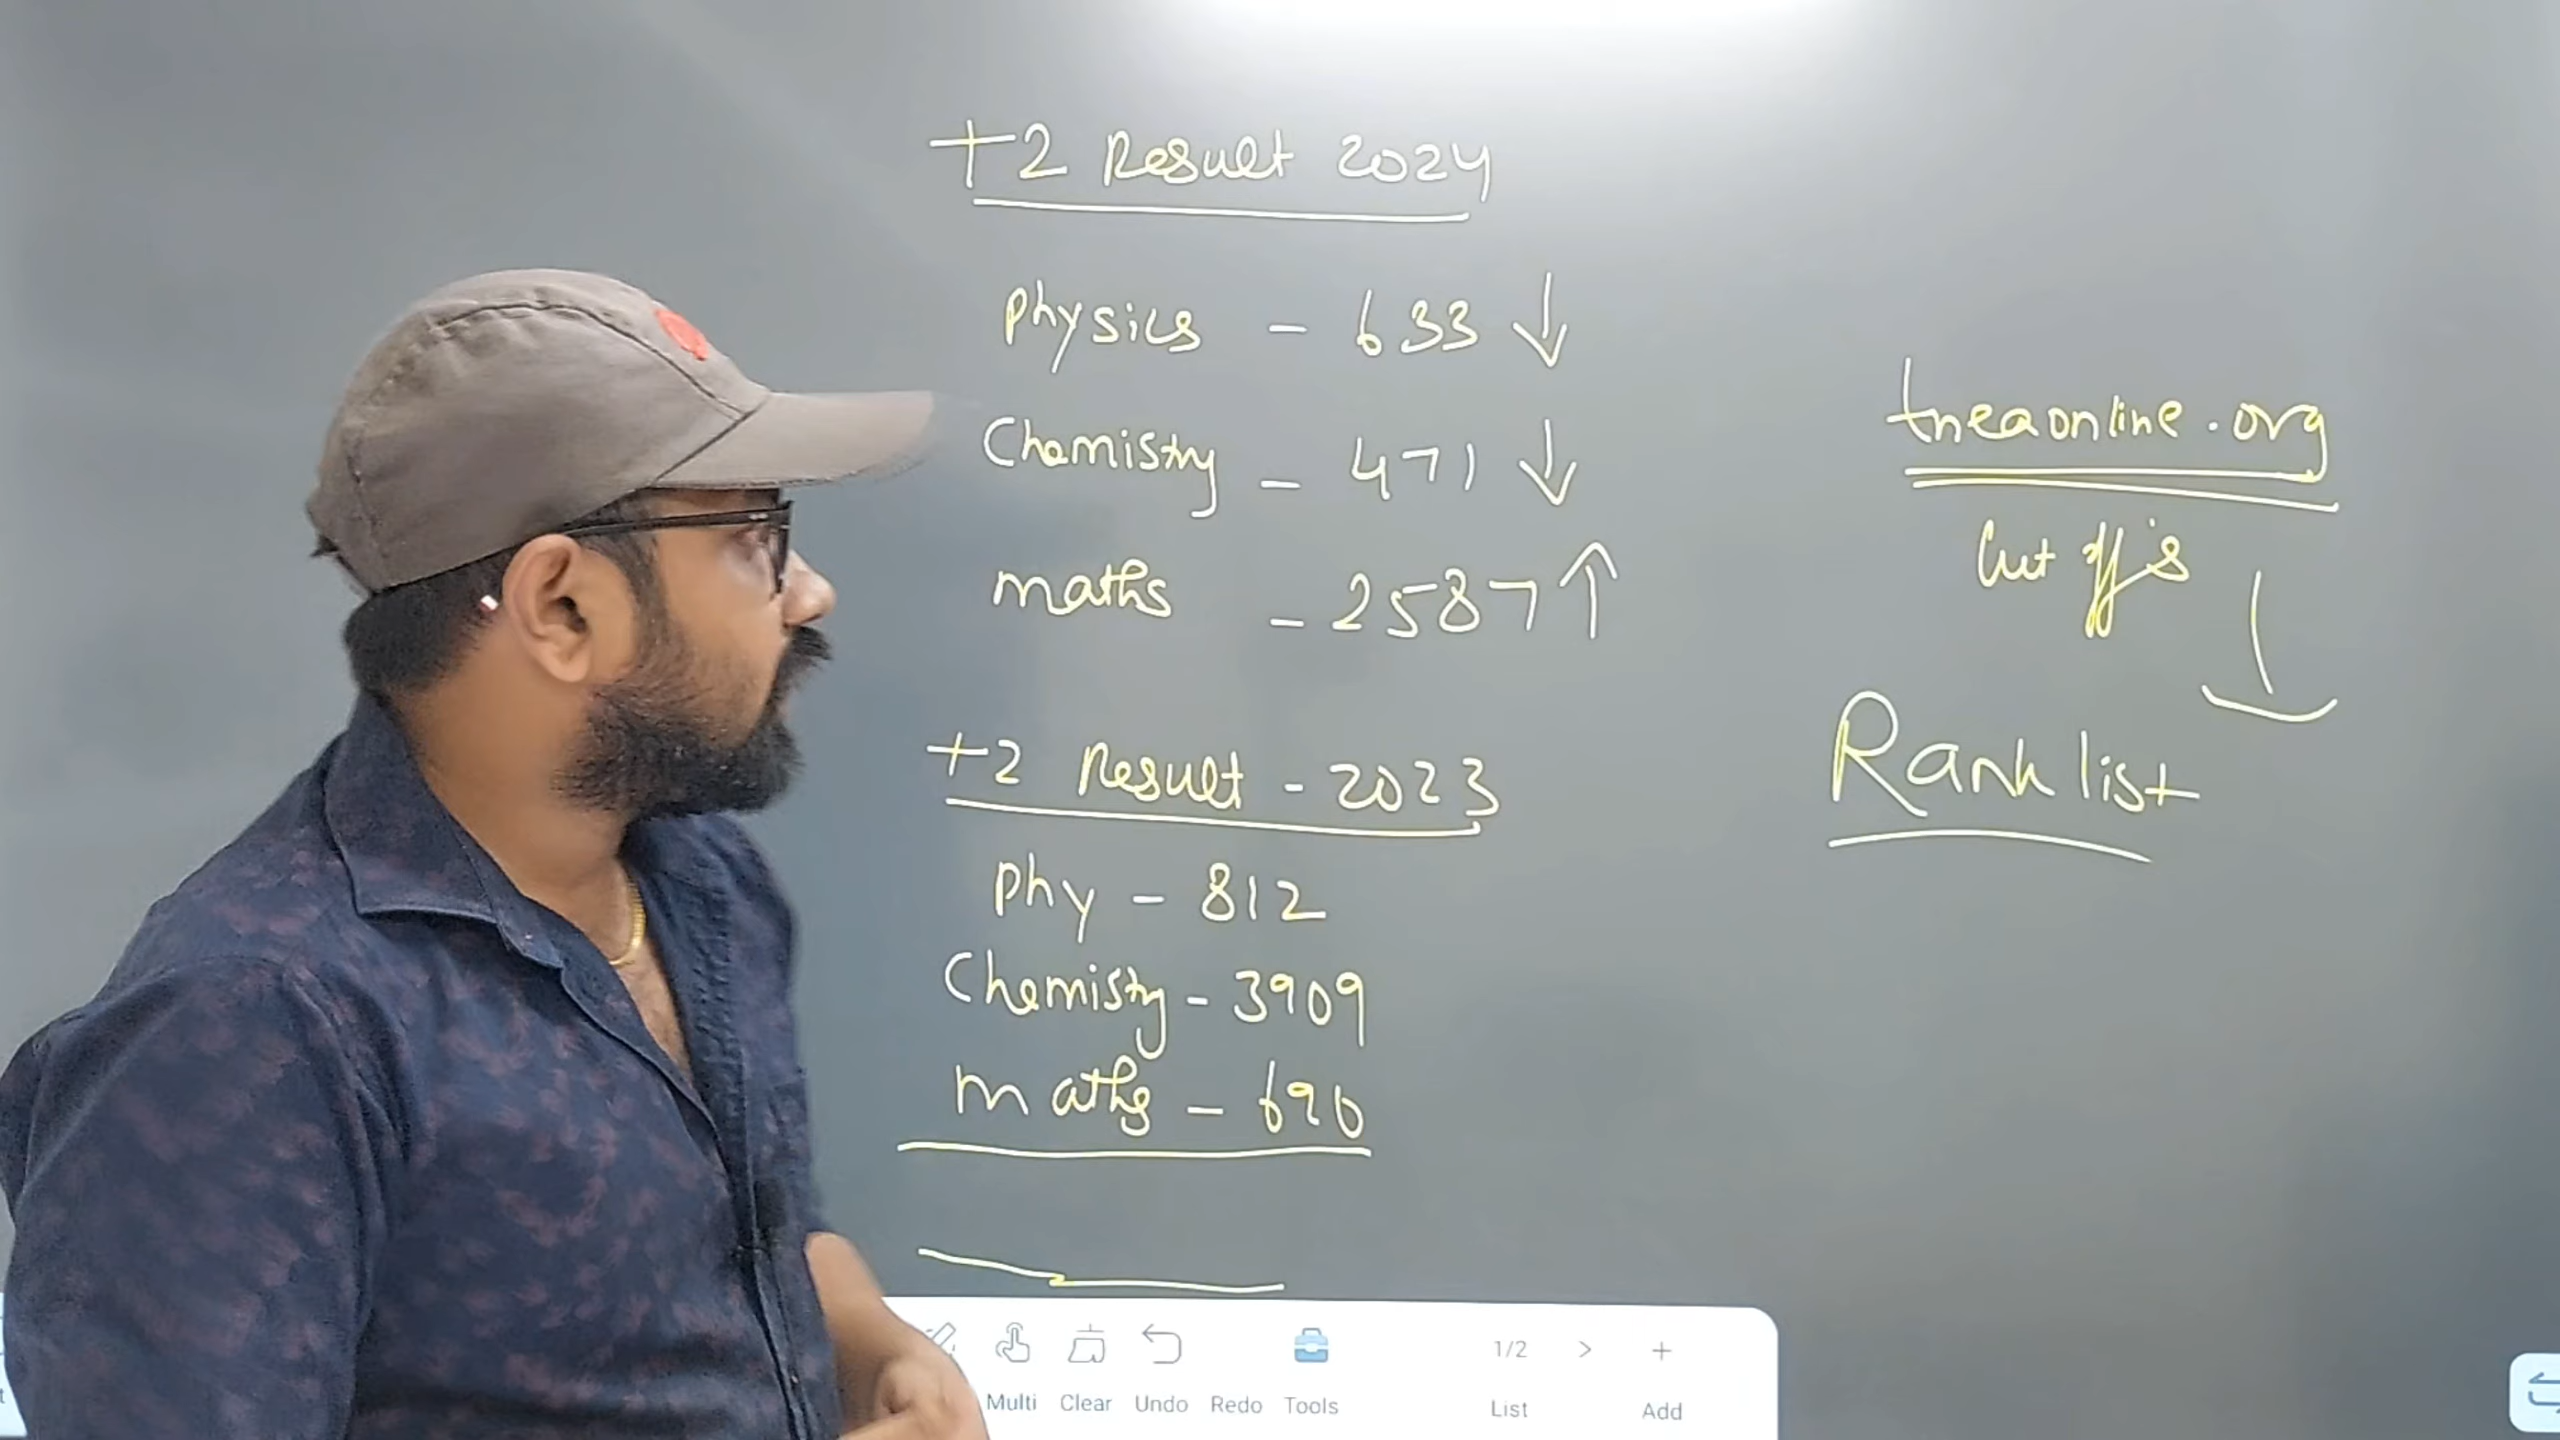 +2 Result 2024
Physics - 633 ↓
Chemistry - 471 ↓
maths - 2587 ↑
+2 Result - 2023
Phy - 812
Chemistry - 3909
maths - 690
tneaonline.org
Cut off's
↓
Rank list
Multi Clear Undo Redo Tools
1/2 > +
List Add